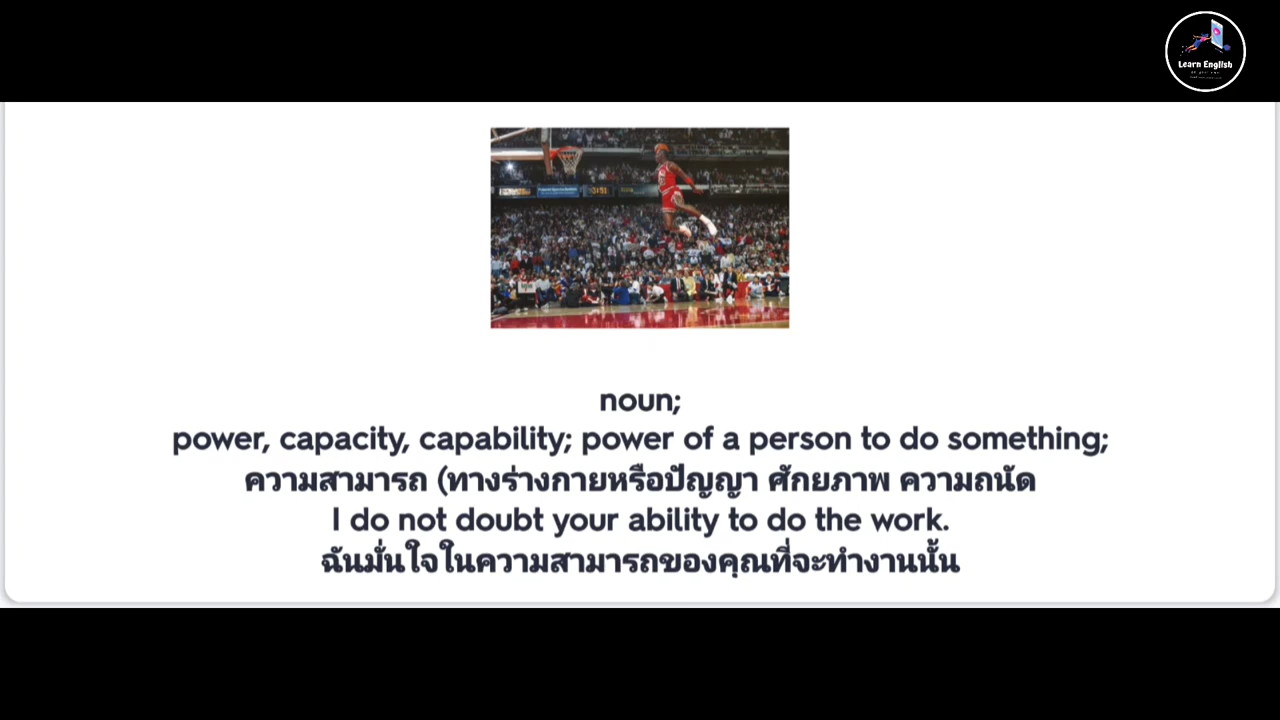 Learn English
noun;
power, capacity, capability; power of a person to do something;
ความสามารถ (ทางร่างกายหรือปัญญา ศักยภาพ ความถนัด
I do not doubt your ability to do the work.
ฉันมั่นใจในความสามารถของคุณที่จะทำงานนั้น